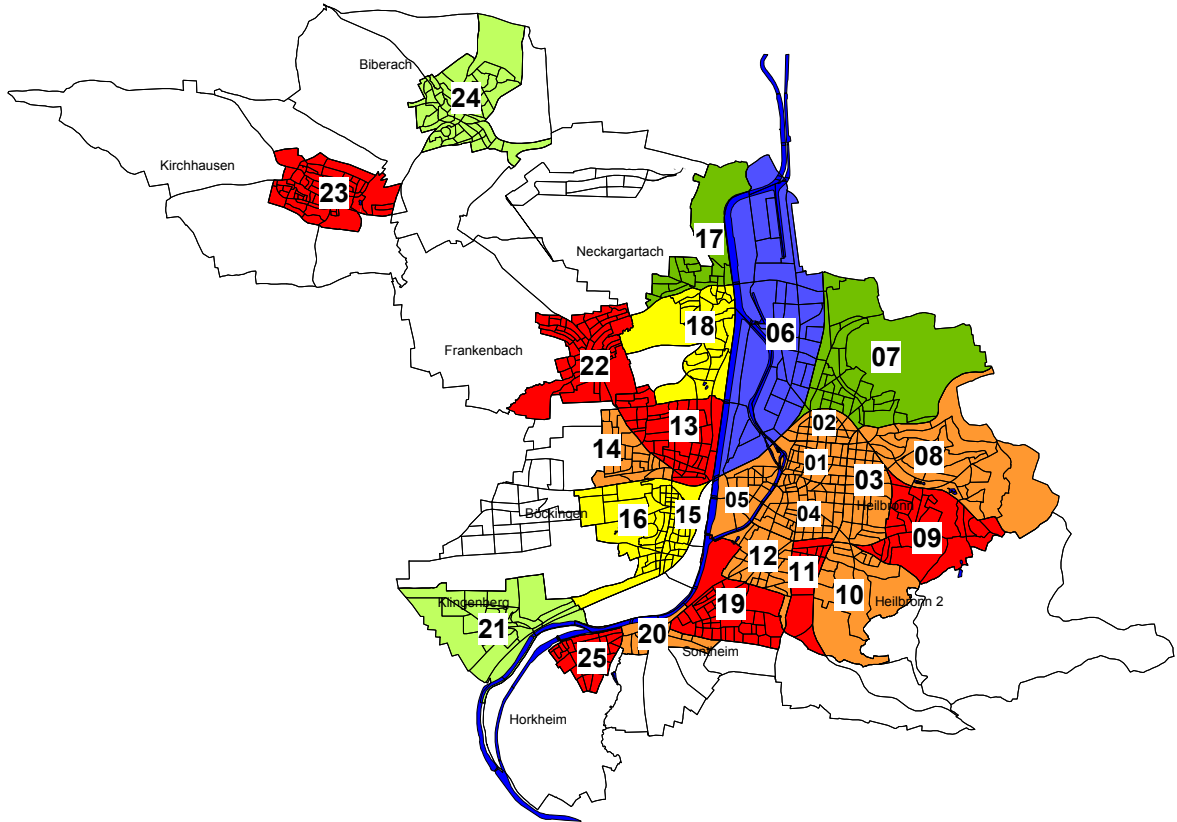 Biberach
24
Kirchhausen
23
17
Neckargartach
18
06
Frankenbach
22
07
02
13
14
01
08
03
05
Heilbronn
04
15
16
Böckingen
09
12
11
10
Klingenberg
19
Heilbronn 2
21
20
Sontheim
25
Horkheim